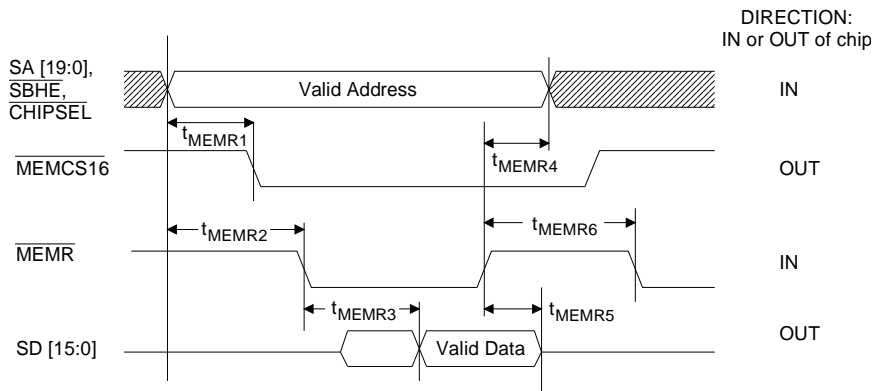 DIRECTION:
IN or OUT of chip
SA [19:0],
SBHE,
CHIPSEL
Valid Address
IN
tMEMR1
tMEMR4
MEMCS16
OUT
tMEMR2
tMEMR6
MEMR
IN
tMEMR3
tMEMR5
SD [15:0]
Valid Data
OUT